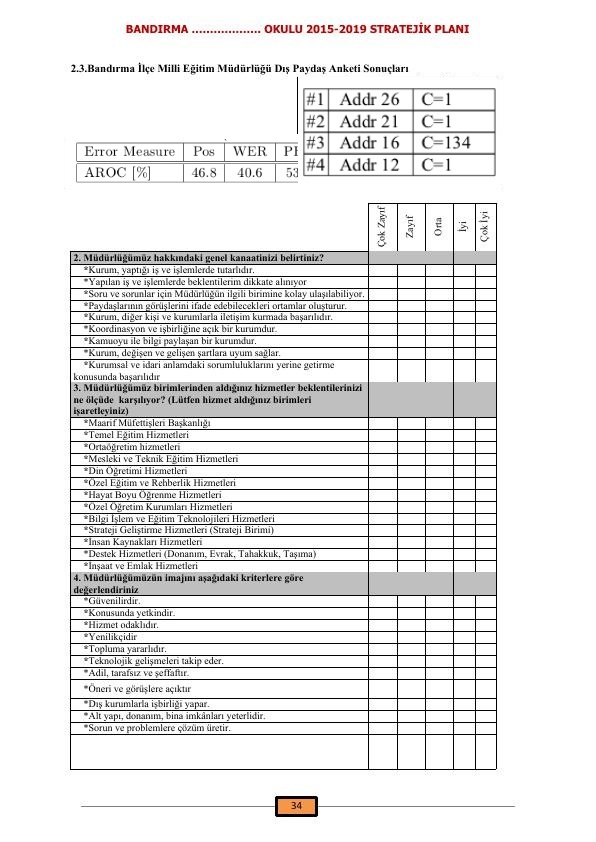 BANDIRMA ................... OKULU 2015-2019 STRATEJİK PLANI
2.3.Bandırma İlçe Milli Eğitim Müdürlüğü Dış Paydaş Anketi Sonuçları
#1 Addr 26 C=1
#2 Addr 21 C=1
#3 Addr 16 C=134
#4 Addr 12 C=1
Error Measure Pos WER
AROC [%] 46.8 40.6 53
Çok Zayıf Zayıf Orta İyi Çok İyi
2. Müdürlüğümüz hakkındaki genel kanaatinizi belirtiniz?
*Kurum, yaptığı iş ve işlemlerde tutarlıdır.
*Yapılan iş ve işlemlerde beklentilerim dikkate alınıyor
*Soru ve sorunlar için Müdürlüğün ilgili birimine kolay ulaşılabiliyor.
*Paydaşlarının görüşlerini ifade edebilecekleri ortamlar oluşturur.
*Kurum, diğer kişi ve kurumlarla iletişim kurmada başarılıdır.
*Koordinasyon ve işbirliğine açık bir kurumdur.
*Kamuoyu ile bilgi paylaşan bir kurumdur.
*Kurum, değişen ve gelişen şartlara uyum sağlar.
*Kurumsal ve idari anlamdaki sorumluluklarını yerine getirme
konusunda başarılıdır
3. Müdürlüğümüz birimlerinden aldığınız hizmetler beklentilerinizi
ne ölçüde karşılıyor? (Lütfen hizmet aldığınız birimleri
işaretleyiniz)
*Maarif Müfettişleri Başkanlığı
*Temel Eğitim Hizmetleri
*Ortaöğretim hizmetleri
*Mesleki ve Teknik Eğitim Hizmetleri
*Din Öğretimi Hizmetleri
*Özel Eğitim ve Rehberlik Hizmetleri
*Hayat Boyu Öğrenme Hizmetleri
*Özel Öğretim Kurumları Hizmetleri
*Bilgi İşlem ve Eğitim Teknolojileri Hizmetleri
*Strateji Geliştirme Hizmetleri (Strateji Birimi)
*İnsan Kaynakları Hizmetleri
*Destek Hizmetleri (Donanım, Evrak, Tahakkuk, Taşıma)
*İnşaat ve Emlak Hizmetleri
4. Müdürlüğümüzün imajını aşağıdaki kriterlere göre
değerlendiriniz
*Güvenilirdir.
*Konusunda yetkindir.
*Hizmet odaklıdır.
*Yenilikçidir
*Topluma yararlıdır.
*Teknolojik gelişmeleri takip eder.
*Adil, tarafsız ve şeffaftır.
*Öneri ve görüşlere açıktır
*Dış kurumlarla işbirliği yapar.
*Alt yapı, donanım, bina imkânları yeterlidir.
*Sorun ve problemlere çözüm üretir.
34